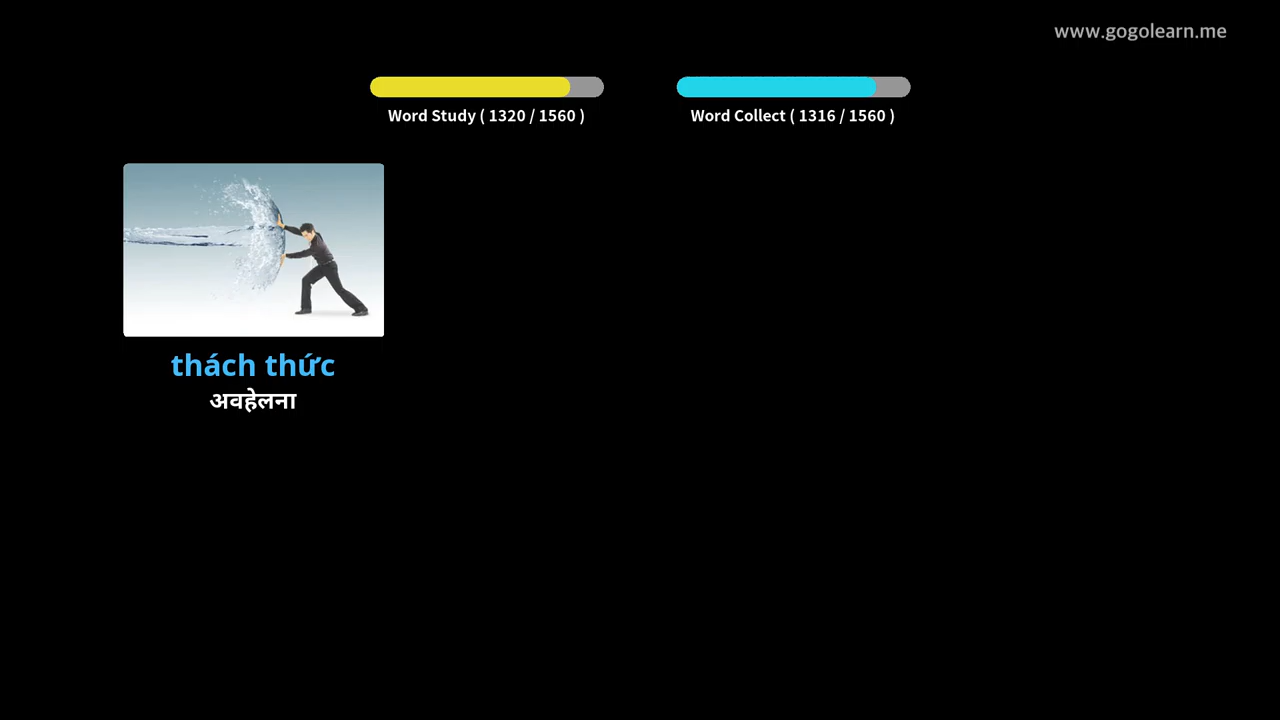 www.gogolearn.me
Word Study ( 1320 / 1560 )
Word Collect ( 1316 / 1560 )
thách thức
अवहेलना